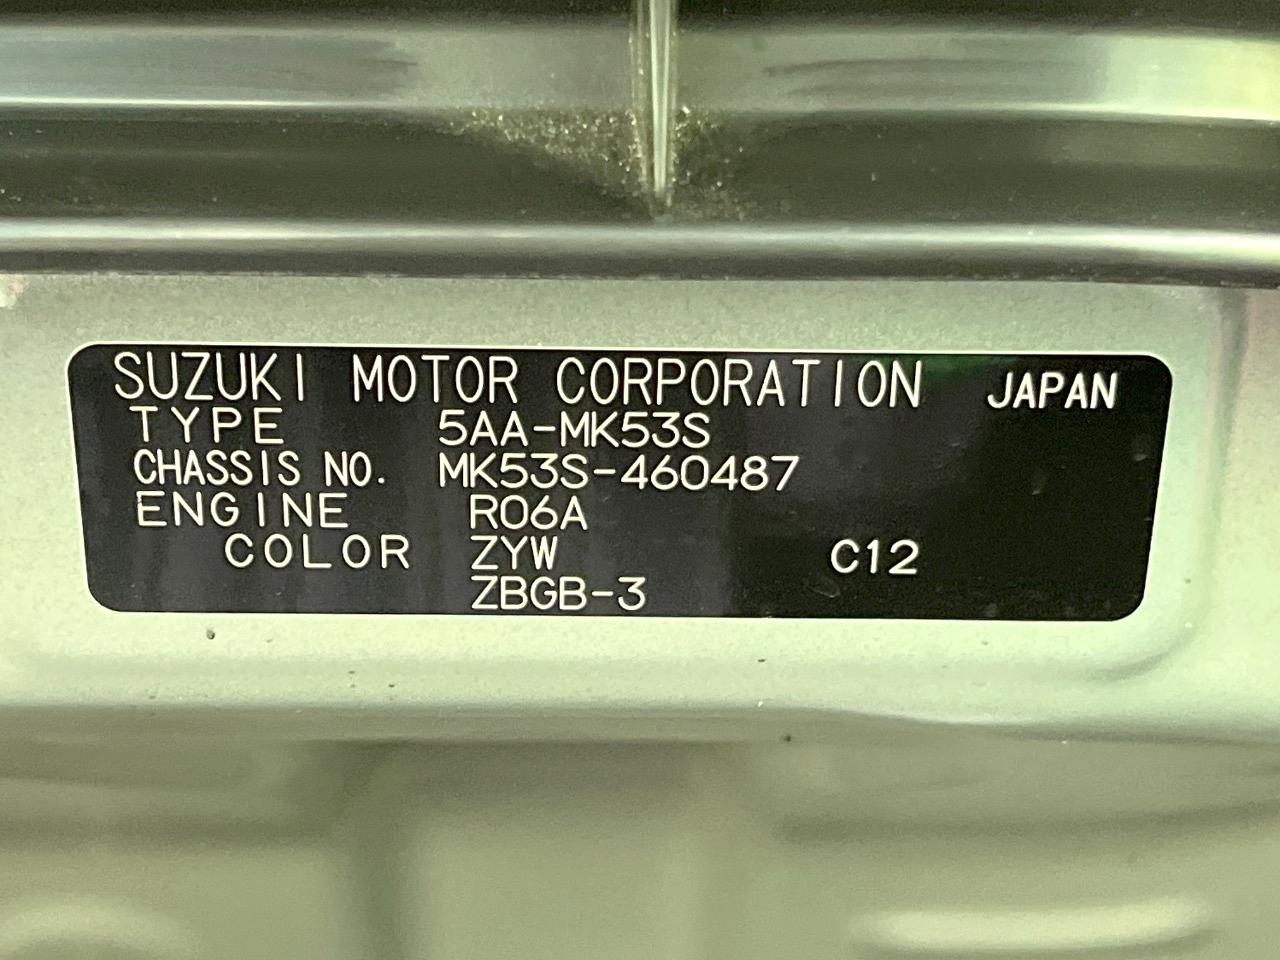 SUZUKI MOTOR CORPORATION JAPAN
TYPE 5AA-MK53S
CHASSIS NO. MK53S-460487
ENGINE R06A
COLOR ZYW C12
ZBGB-3